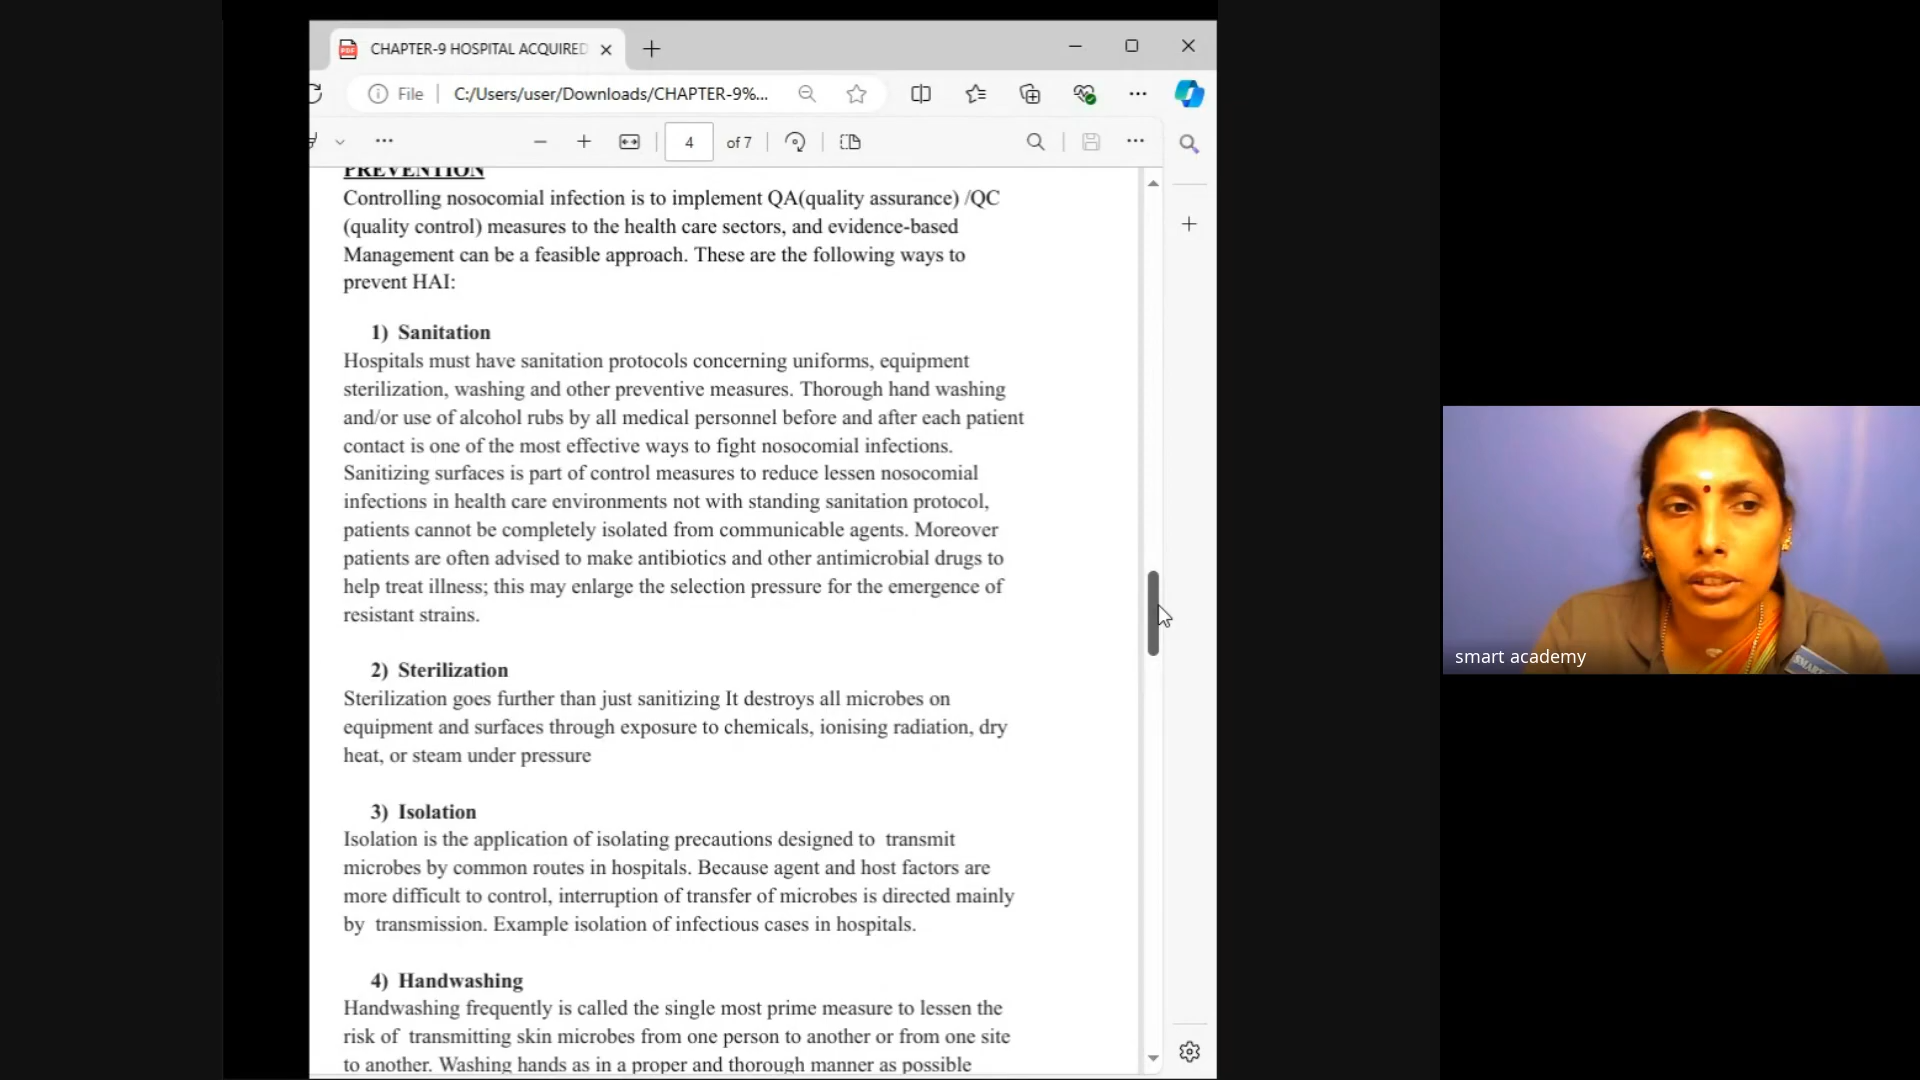 CHAPTER-9 HOSPITAL ACQUIRED
File
C:/Users/user/Downloads/CHAPTER-9%...
4 of 7
PREVENTION
Controlling nosocomial infection is to implement QA(quality assurance) /QC
(quality control) measures to the health care sectors, and evidence-based
Management can be a feasible approach. These are the following ways to
prevent HAI:
1) Sanitation
Hospitals must have sanitation protocols concerning uniforms, equipment
sterilization, washing and other preventive measures. Thorough hand washing
and/or use of alcohol rubs by all medical personnel before and after each patient
contact is one of the most effective ways to fight nosocomial infections.
Sanitizing surfaces is part of control measures to reduce lessen nosocomial
infections in health care environments not with standing sanitation protocol,
patients cannot be completely isolated from communicable agents. Moreover
patients are often advised to make antibiotics and other antimicrobial drugs to
help treat illness; this may enlarge the selection pressure for the emergence of
resistant strains.
2) Sterilization
Sterilization goes further than just sanitizing It destroys all microbes on
equipment and surfaces through exposure to chemicals, ionising radiation, dry
heat, or steam under pressure
3) Isolation
Isolation is the application of isolating precautions designed to transmit
microbes by common routes in hospitals. Because agent and host factors are
more difficult to control, interruption of transfer of microbes is directed mainly
by transmission. Example isolation of infectious cases in hospitals.
4) Handwashing
Handwashing frequently is called the single most prime measure to lessen the
risk of transmitting skin microbes from one person to another or from one site
to another. Washing hands as in a proper and thorough manner as possible
smart academy
SMART